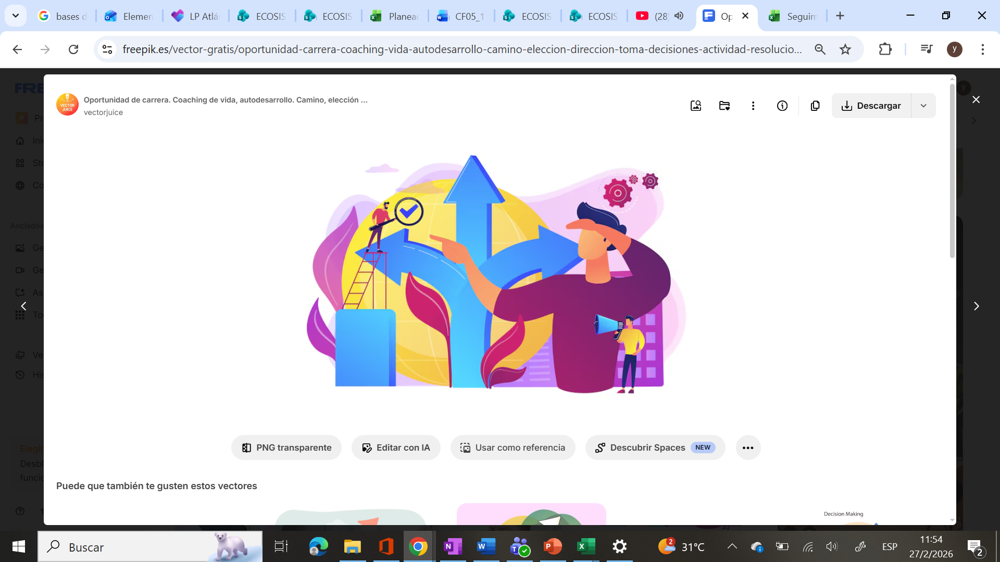 bases d
Elemen
LP Atlá
ECOSIS
ECOSIS
Planeac
CF05_1
ECOSIS
ECOSIS
(28)
Op
Seguim
freepik.es/vector-gratis/oportunidad-carrera-coaching-vida-autodesarrollo-camino-eleccion-direccion-toma-decisiones-actividad-resolucio...
y
FRE
y
VECTOR
JUICE
Oportunidad de carrera. Coaching de vida, autodesarrollo. Camino, elección ...
vectorjuice
Descargar
P
Pr
Inic
Sto
Co
Anclados
Ge
Ge
As
Too
Ve
His
Elegir
Desbl
funcio
PNG transparente
Editar con IA
Usar como referencia
Descubrir Spaces NEW
Puede que también te gusten estos vectores
Decision Making
Buscar
2
31°C
ESP
11:54
27/2/2026
2